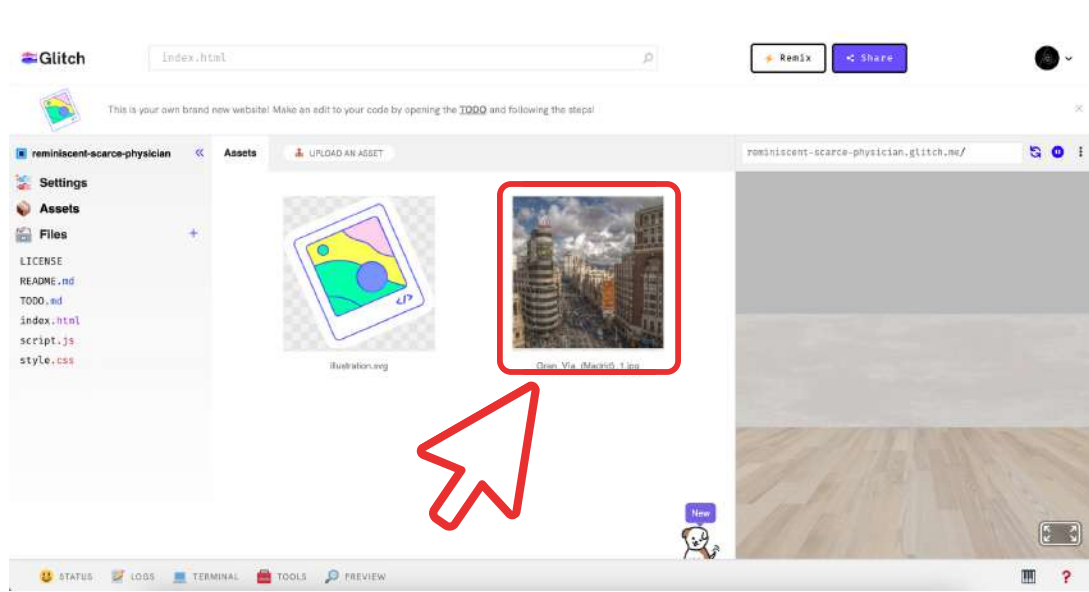 Glitch
index.html
Remix
Share
This is your own brand new website! Make an edit to your code by opening the TODO and following the steps!
reminiscent-scarce-physician
Assets
UPLOAD AN ASSET
reminiscent-scarce-physician.glitch.me/
Settings
Assets
Files
+
LICENSE
README.md
TODO.md
index.html
script.js
style.css
illustration.svg
Gran_Via_(Madrid)_1.jpg
</>
New
STATUS
LOGS
TERMINAL
TOOLS
PREVIEW
?